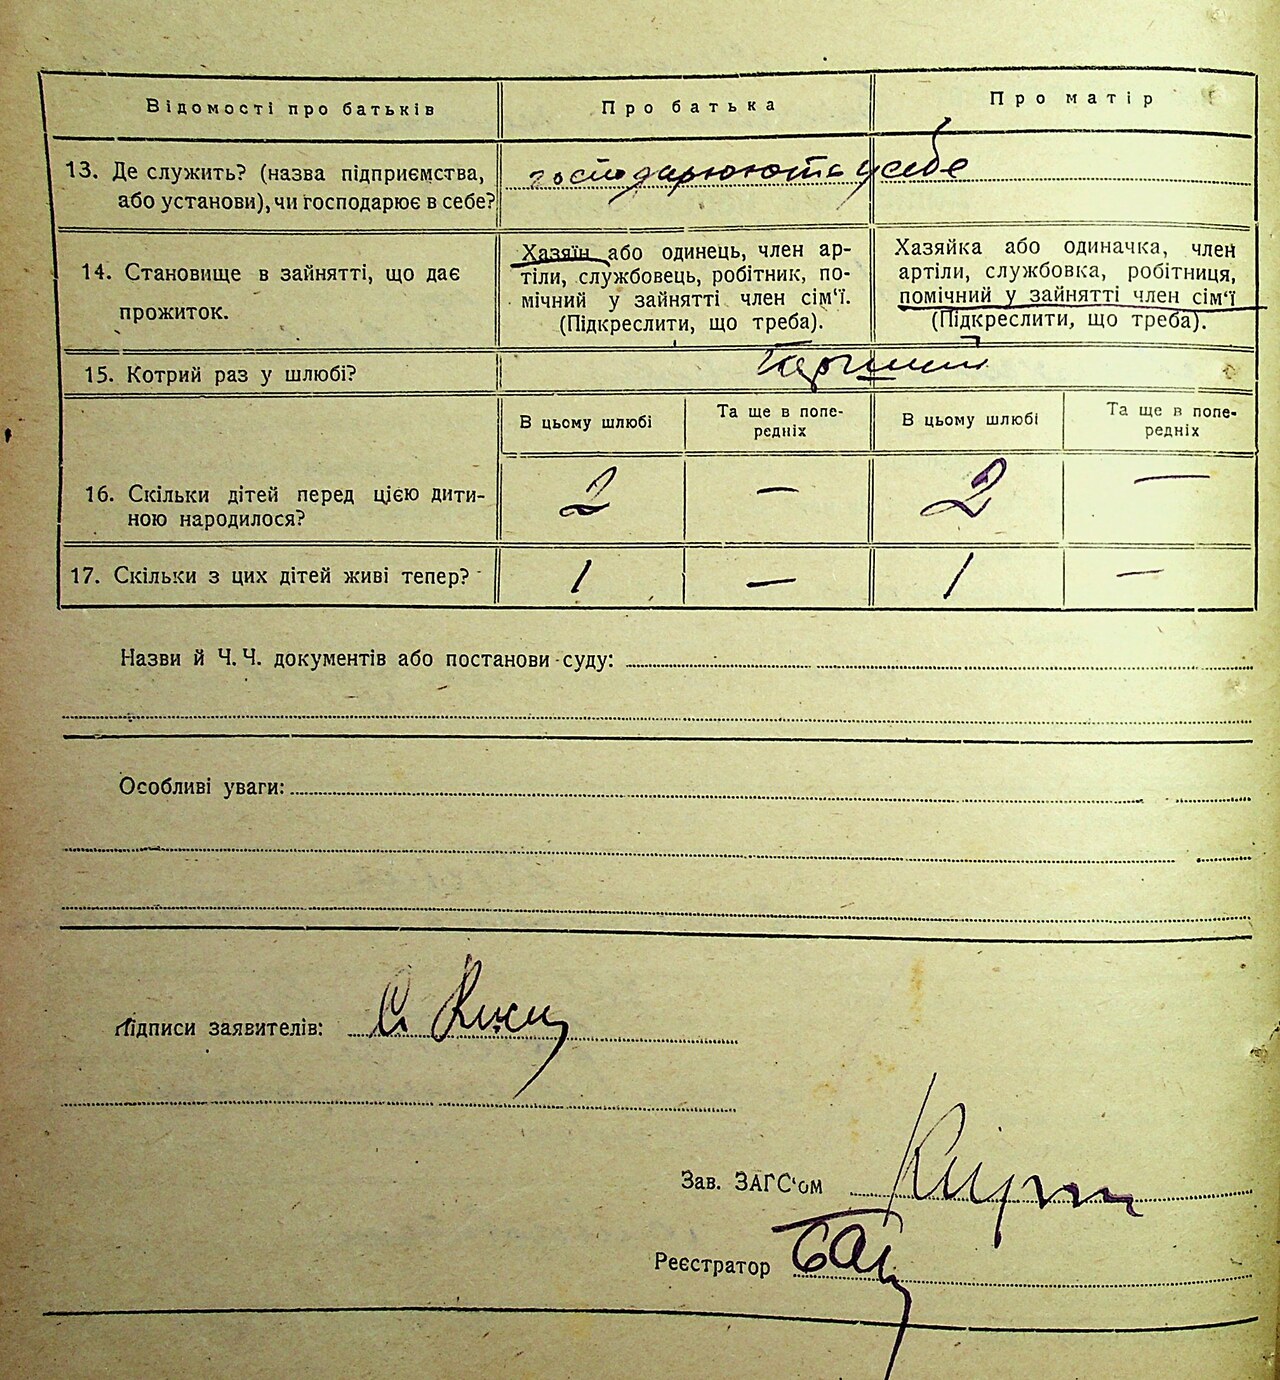 Відомості про батьків
Про батька
Про матір
13. Де служить? (назва підприємства,
або установи), чи господарює в себе?
господарюють у себе
14. Становище в зайнятті, що дає
прожиток.
Хазяїн або одинець, член ар-
тіли, службовець, робітник, по-
мічний у зайнятті член сім‘ї.
(Підкреслити, що треба).
Хазяйка або одиначка, член
артіли, службовка, робітниця,
помічний у зайнятті член сім‘ї
(Підкреслити, що треба).
15. Котрий раз у шлюбі?
Перший
В цьому шлюбі
Та ще в попе-
редніх
В цьому шлюбі
Та ще в попе-
редніх
16. Скільки дітей перед цією дити-
ною народилося?
2
—
2
—
17. Скільки з цих дітей живі тепер?
1
—
1
—
Назви й Ч. Ч. документів або постанови суду:
Особливі уваги:
Підписи заявителів:
Зав. ЗАГС‘ом
Реєстратор